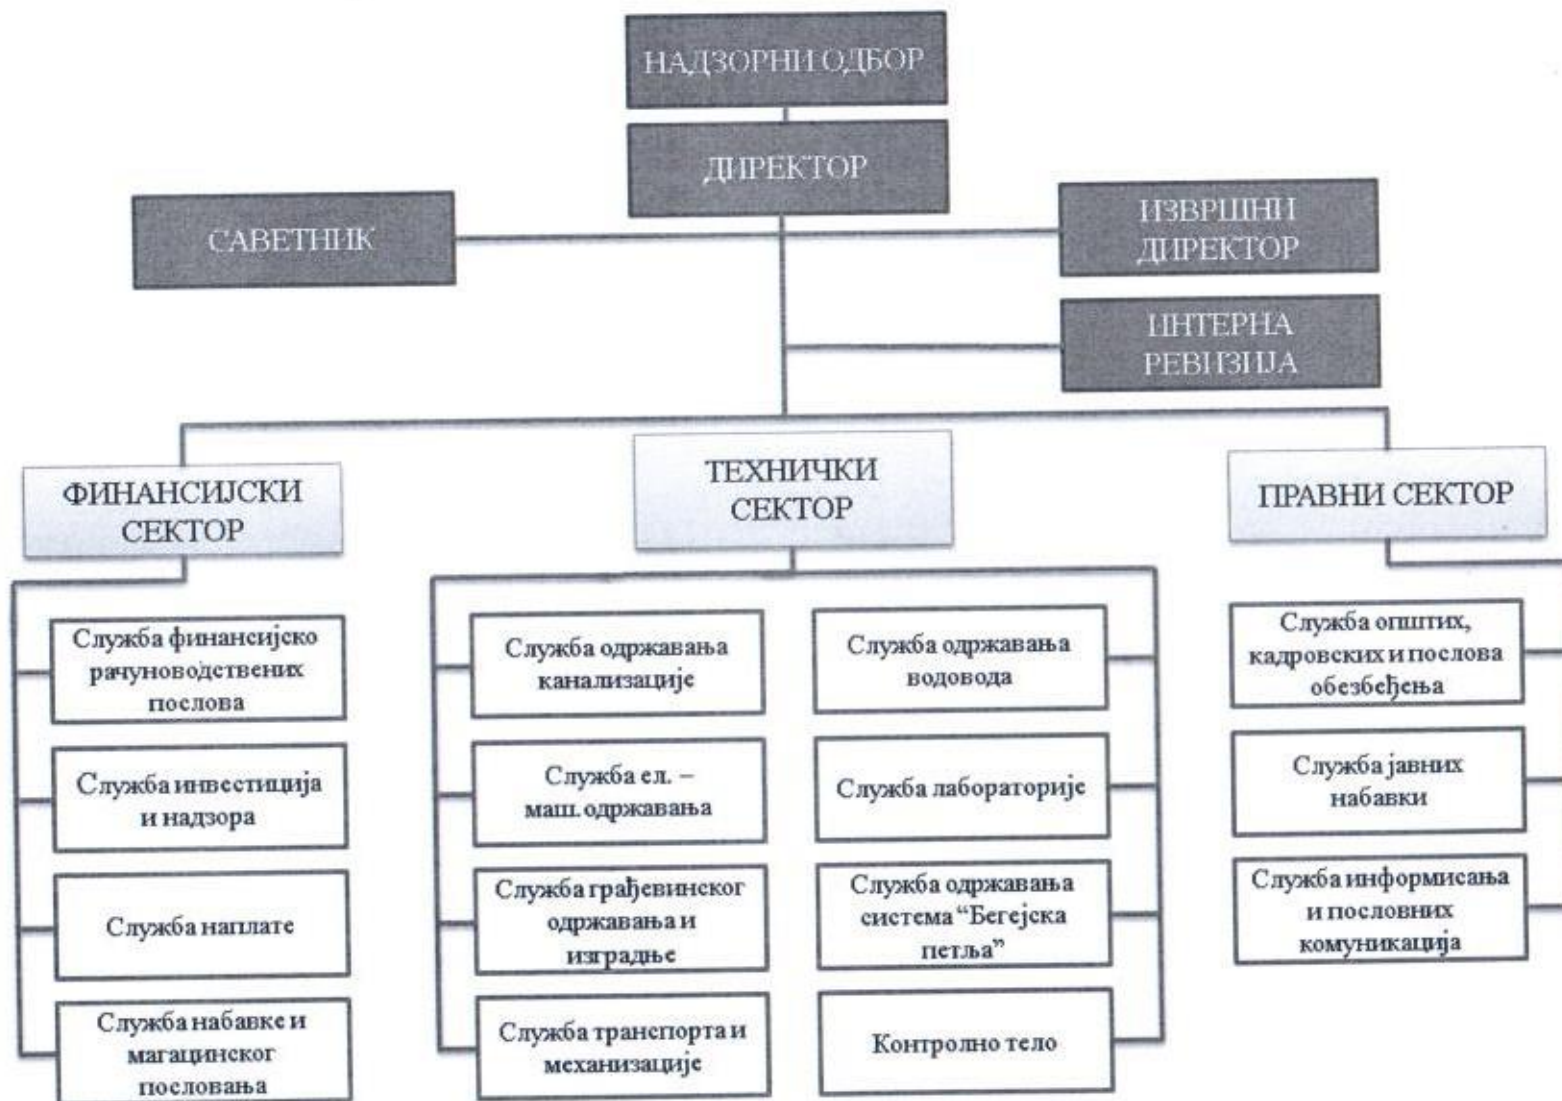 НАДЗОРНИ ОДБОР
ДИРЕКТОР
САВЕТНИК
ИЗВРШНИ
ДИРЕКТОР
ИНТЕРНА
РЕВИЗИЈА
ФИНАНСИЈСКИ
СЕКТОР
Служба финансијско
рачуноводствених
послова
Служба инвестиција
и надзора
Служба наплате
Служба набавке и
магацинског
пословања
ТЕХНИЧКИ
СЕКТОР
Служба одржавања
канализације
Служба ел. –
маш. одржавања
Служба грађевинског
одржавања и
изградње
Служба транспорта и
механизације
Служба одржавања
водовода
Служба лабораторије
Служба одржавања
система “Бегејска
петља”
Контролно тело
ПРАВНИ СЕКТОР
Служба општих,
кадровских и послова
обезбеђења
Служба јавних
набавки
Служба информисања
и пословних
комуникација